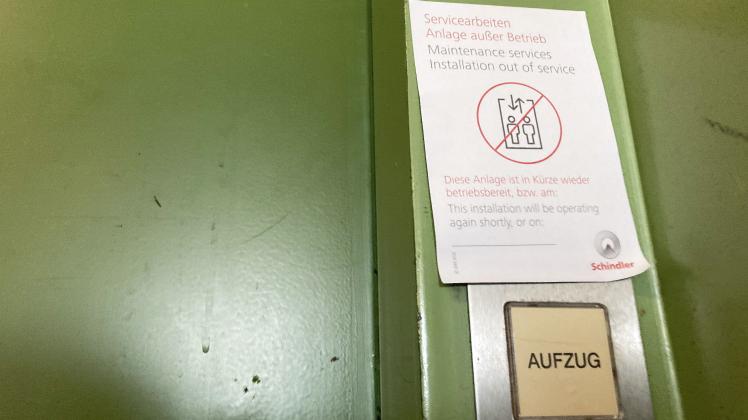 Servicearbeiten
Anlage außer Betrieb
Maintenance services
Installation out of service
Diese Anlage ist in Kürze wieder
betriebsbereit, bzw. am:
This installation will be operating
again shortly, or on:
Schindler
AUFZUG